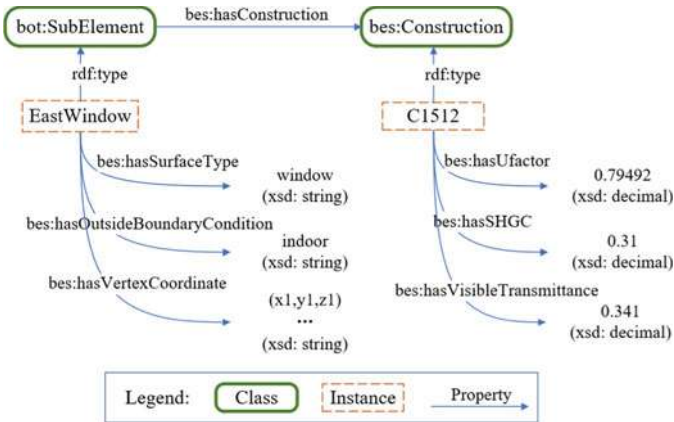 bes:hasConstruction
bot:SubElement
bes:Construction
rdf:type
rdf:type
EastWindow
C1512
bes:hasSurfaceType
window
(xsd: string)
bes:hasUfactor
0.79492
(xsd: decimal)
bes:hasOutsideBoundaryCondition
indoor
(xsd: string)
bes:hasSHGC
0.31
(xsd: decimal)
bes:hasVertexCoordinate
(x1,y1,z1)
...
(xsd: string)
bes:hasVisibleTransmittance
0.341
(xsd: decimal)
Legend:
Class
Instance
Property